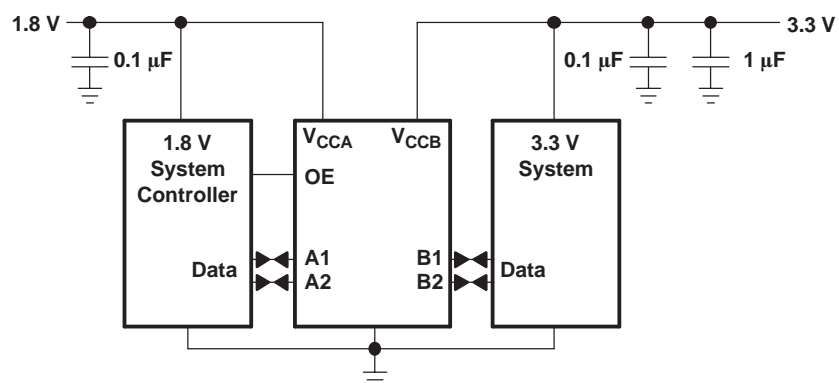 1.8 V
3.3 V
0.1 μF
0.1 μF
1 μF
1.8 V
System
Controller
VCCA
VCCB
OE
3.3 V
System
Data
A1
A2
B1
B2
Data